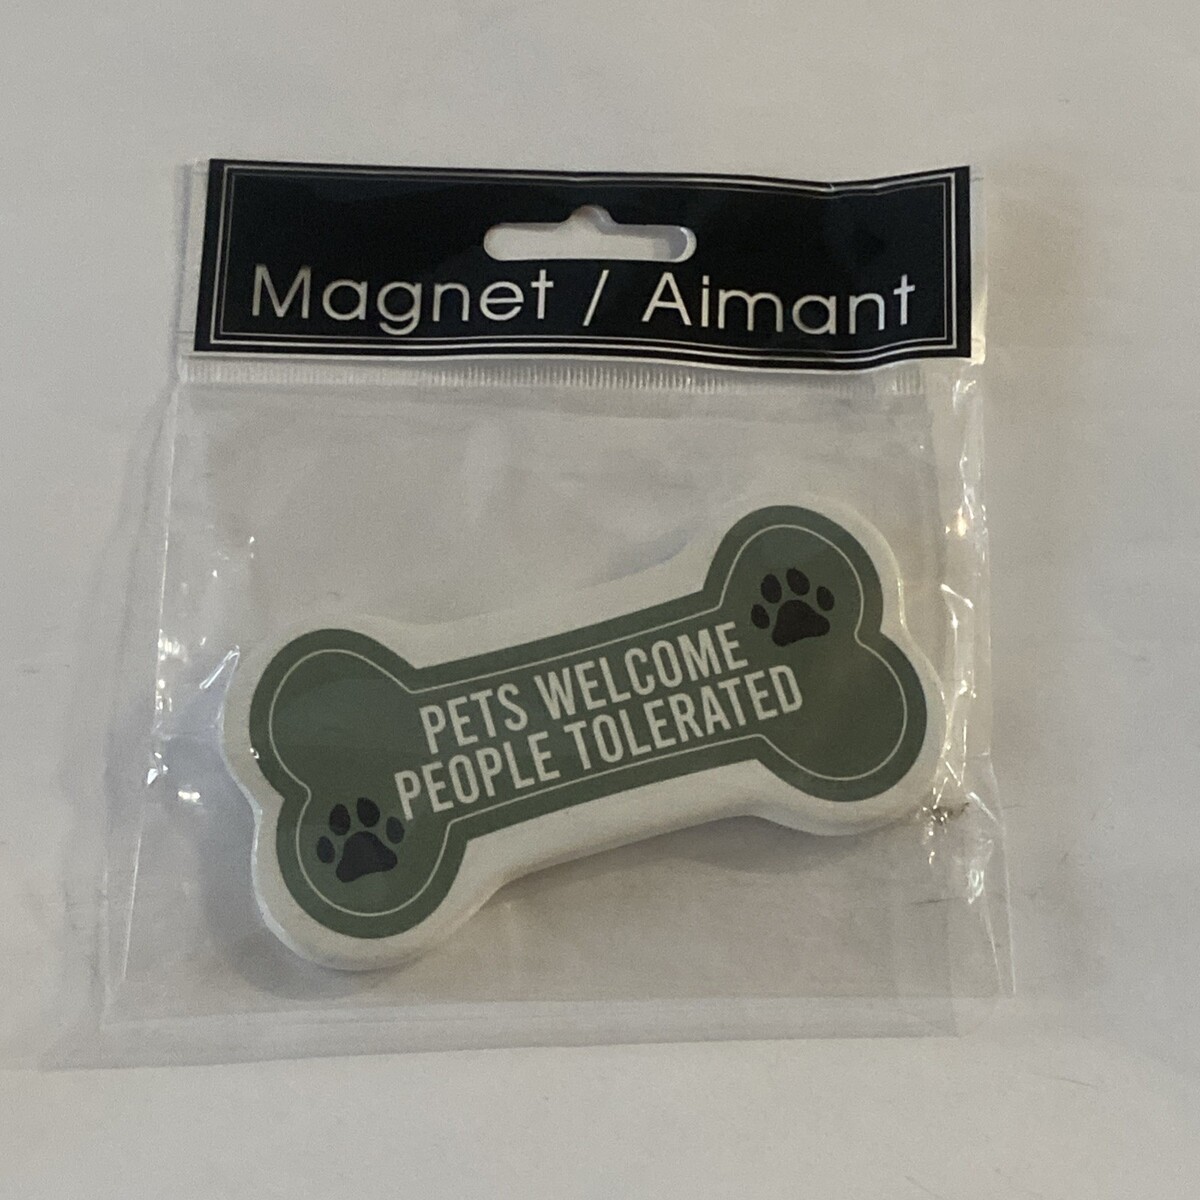 Magnet / Aimant
PETS WELCOME
PEOPLE TOLERATED